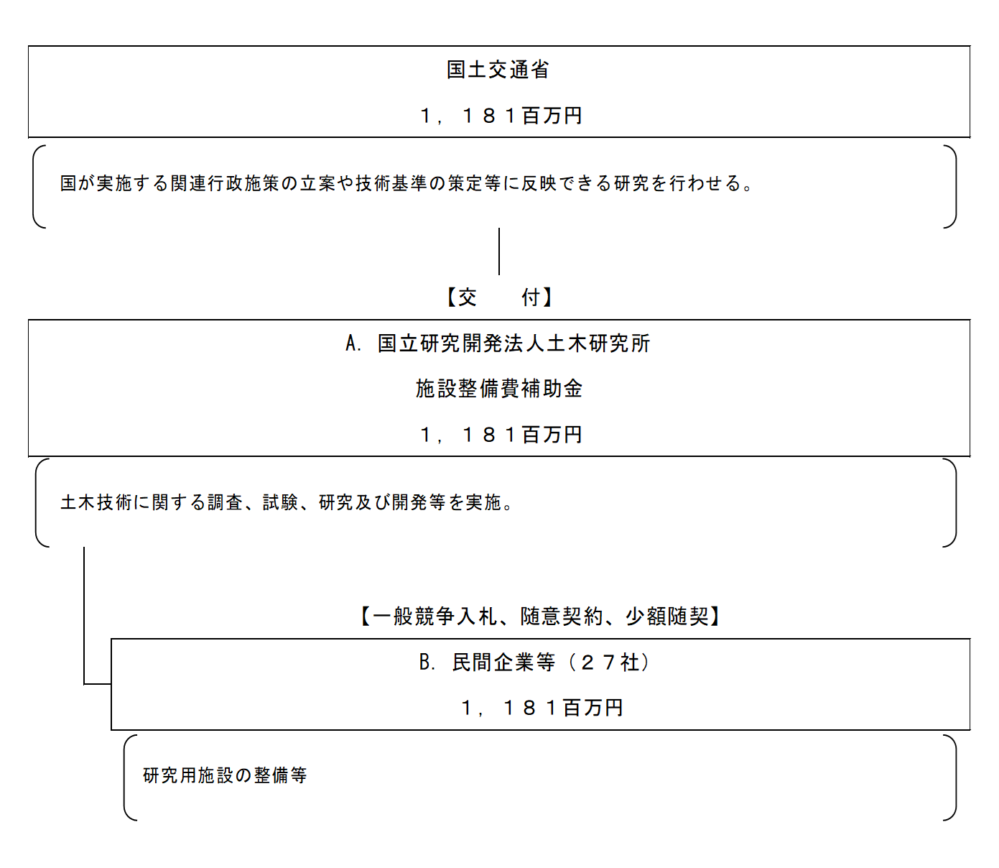 国土交通省
１，１８１百万円
国が実施する関連行政施策の立案や技術基準の策定等に反映できる研究を行わせる。
【交　　付】
A. 国立研究開発法人土木研究所
施設整備費補助金
１，１８１百万円
土木技術に関する調査、試験、研究及び開発等を実施。
【一般競争入札、随意契約、少額随契】
B. 民間企業等（２７社）
１，１８１百万円
研究用施設の整備等